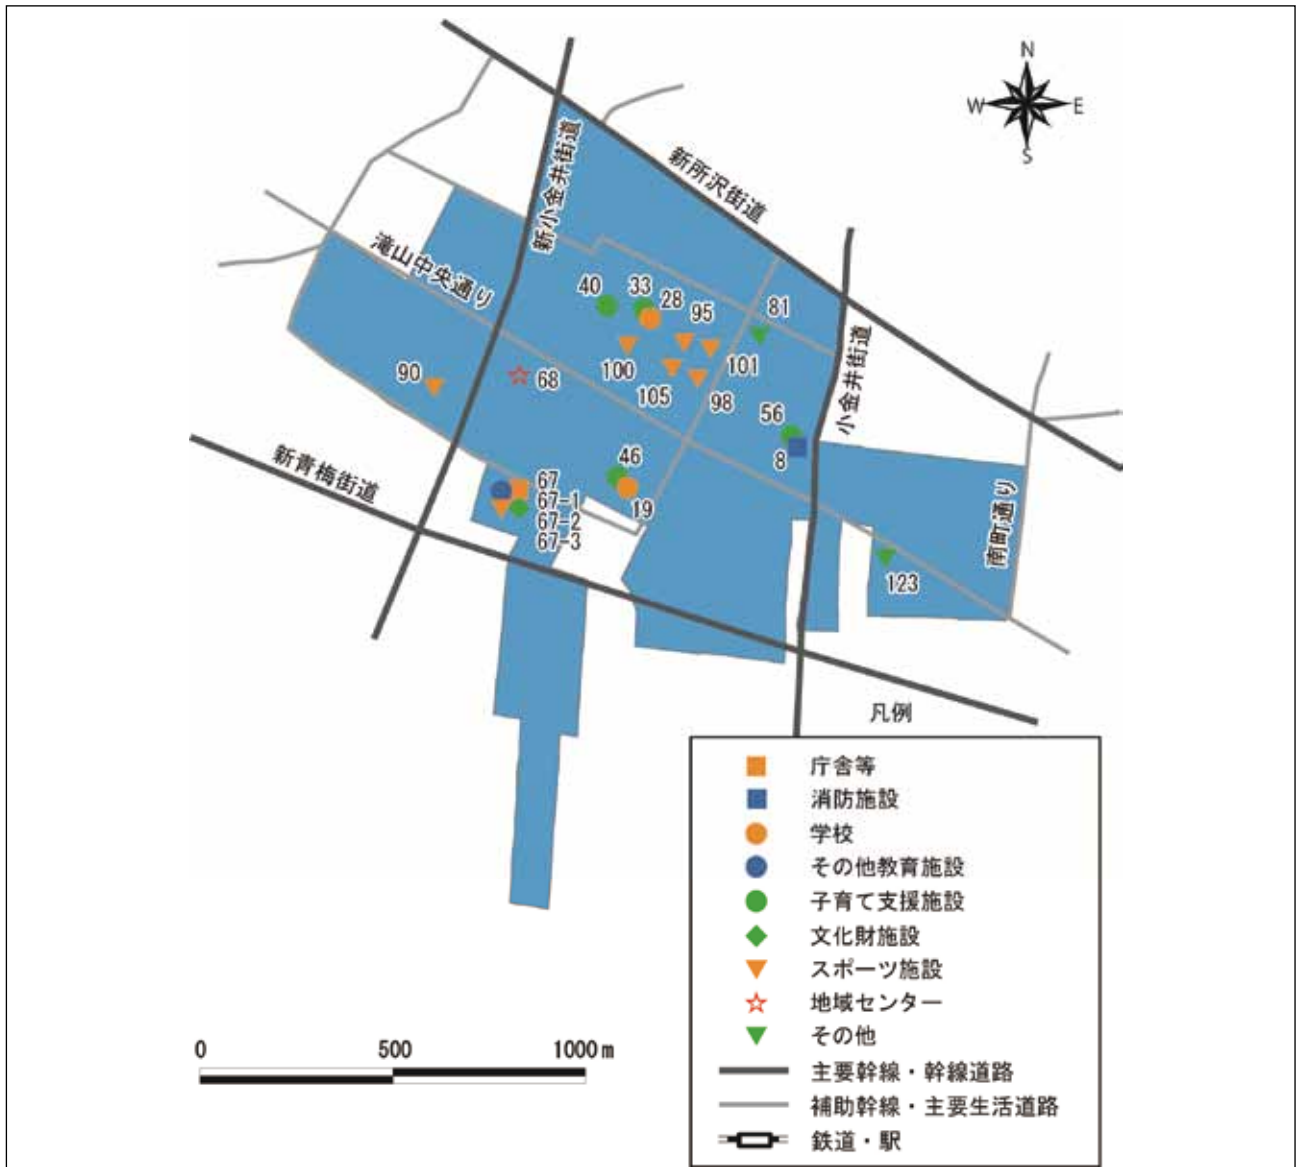 N
W
E
S
新所沢街道
新小金井街道
滝山中央通り
40
33
28
95
81
100
101
105
98
90
68
小金井街道
56
8
新青梅街道
46
19
67
67-1
67-2
67-3
南町通り
123
凡例
庁舎等
消防施設
学校
その他教育施設
子育て支援施設
文化財施設
スポーツ施設
地域センター
その他
主要幹線・幹線道路
補助幹線・主要生活道路
鉄道・駅
0 500 1000m